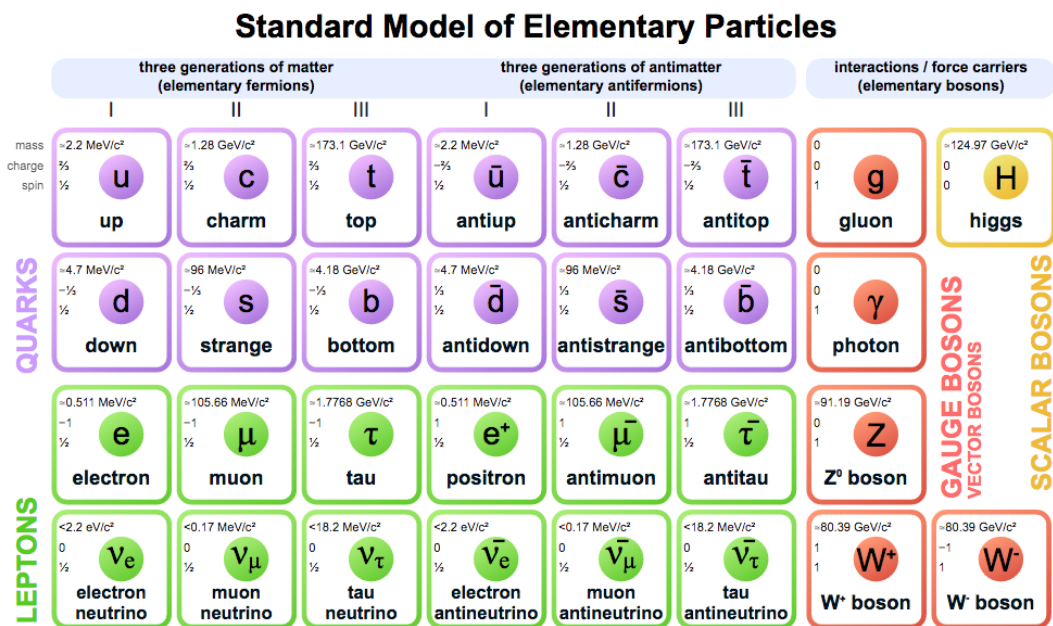 Standard Model of Elementary Particles
three generations of matter
(elementary fermions)
three generations of antimatter
(elementary antifermions)
interactions / force carriers
(elementary bosons)
I II III I II III
mass
charge
spin
≃2.2 MeV/c²
⅔
½
u
up
≃1.28 GeV/c²
⅔
½
c
charm
≃173.1 GeV/c²
⅔
½
t
top
≃2.2 MeV/c²
−⅔
½
ū
antiup
≃1.28 GeV/c²
−⅔
½
c̄
anticharm
≃173.1 GeV/c²
−⅔
½
t̄
antitop
0
0
1
g
gluon
≃124.97 GeV/c²
0
0
H
higgs
QUARKS
≃4.7 MeV/c²
−⅓
½
d
down
≃96 MeV/c²
−⅓
½
s
strange
≃4.18 GeV/c²
−⅓
½
b
bottom
≃4.7 MeV/c²
⅓
½
d̄
antidown
≃96 MeV/c²
⅓
½
s̄
antistrange
≃4.18 GeV/c²
⅓
½
b̄
antibottom
0
0
1
γ
photon
LEPTONS
≃0.511 MeV/c²
−1
½
e
electron
≃105.66 MeV/c²
−1
½
μ
muon
≃1.7768 GeV/c²
−1
½
τ
tau
≃0.511 MeV/c²
1
½
e⁺
positron
≃105.66 MeV/c²
1
½
μ̄
antimuon
≃1.7768 GeV/c²
1
½
τ̄
antitau
≃91.19 GeV/c²
0
1
Z
Z⁰ boson
GAUGE BOSONS
VECTOR BOSONS
SCALAR BOSONS
<2.2 eV/c²
0
½
νₑ
electron
neutrino
<0.17 MeV/c²
0
½
ν_μ
muon
neutrino
<18.2 MeV/c²
0
½
ν_τ
tau
neutrino
<2.2 eV/c²
0
½
ν̄ₑ
electron
antineutrino
<0.17 MeV/c²
0
½
ν̄_μ
muon
antineutrino
<18.2 MeV/c²
0
½
ν̄_τ
tau
antineutrino
≃80.39 GeV/c²
1
1
W⁺
W⁺ boson
≃80.39 GeV/c²
−1
1
W⁻
W⁻ boson